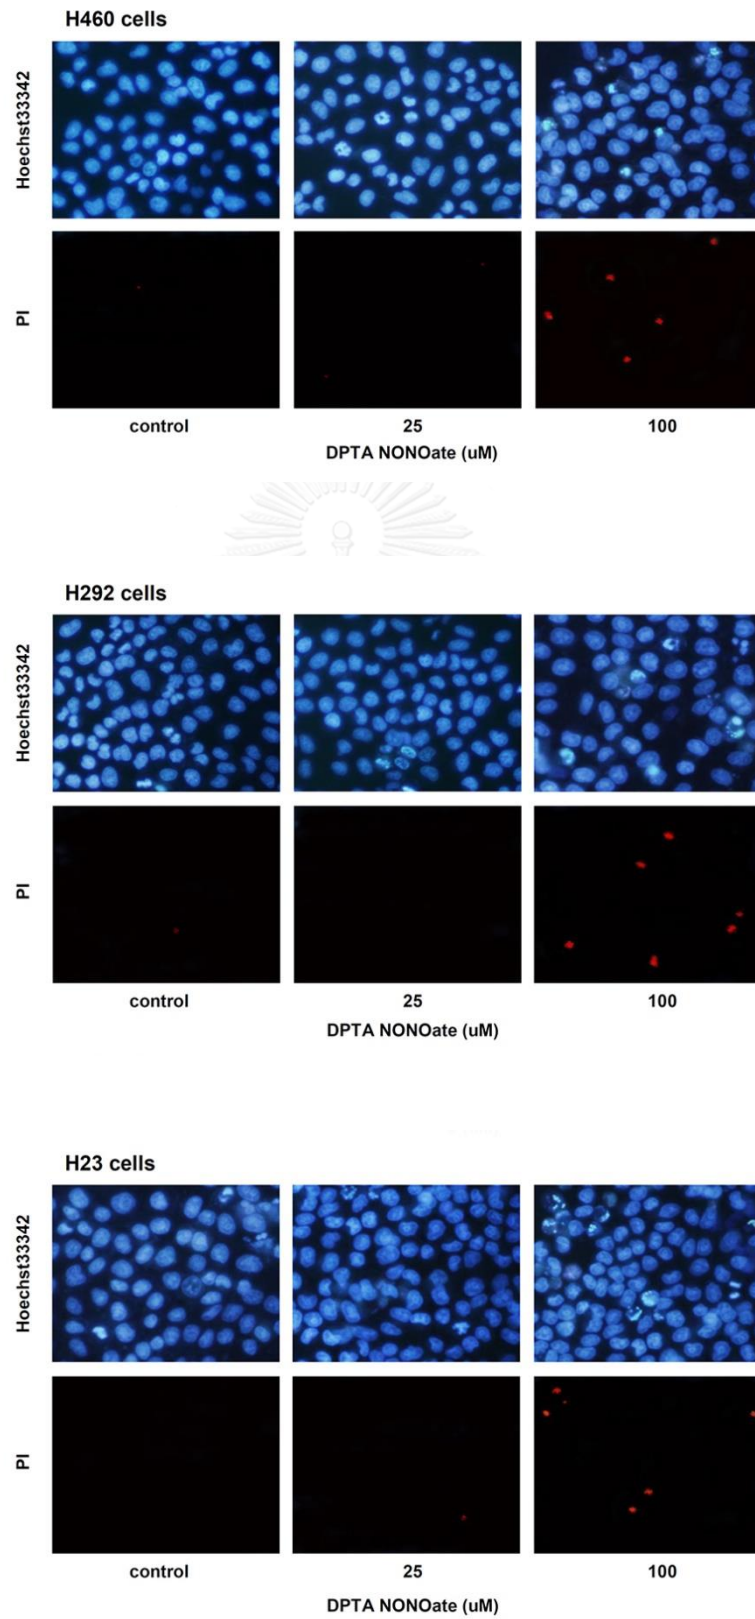 H460 cells
Hoechst33342
PI
control 25 100
DPTA NONOate (uM)
H292 cells
Hoechst33342
PI
control 25 100
DPTA NONOate (uM)
H23 cells
Hoechst33342
PI
control 25 100
DPTA NONOate (uM)